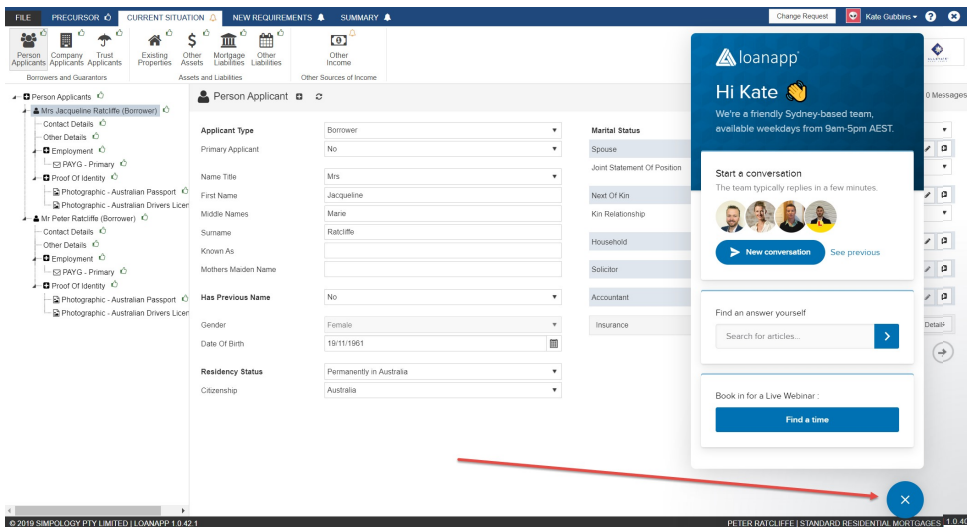 FILE PRECURSOR CURRENT SITUATION NEW REQUIREMENTS SUMMARY Change Request Kate Gubbins ?
Person Applicants Company Applicants Trust Applicants Existing Properties Other Assets Mortgage Liabilities Other Liabilities Other Income
Borrowers and Guarantors Assets and Liabilities Other Sources of Income
Person Applicants
Mrs Jacqueline Ratcliffe (Borrower)
Contact Details
Other Details
Employment
PAYG - Primary
Proof Of Identity
Photographic - Australian Passport
Photographic - Australian Drivers Licen
Mr Peter Ratcliffe (Borrower)
Contact Details
Other Details
Employment
PAYG - Primary
Proof Of Identity
Photographic - Australian Passport
Photographic - Australian Drivers Licen
Person Applicant
0 Messages
Applicant Type Borrower
Primary Applicant No
Name Title Mrs
First Name Jacqueline
Middle Names Marie
Surname Ratcliffe
Known As
Mothers Maiden Name
Has Previous Name No
Gender Female
Date Of Birth 19/11/1961
Residency Status Permanently in Australia
Citizenship Australia
Marital Status
Spouse
Joint Statement Of Position
Next Of Kin
Kin Relationship
Household
Solicitor
Accountant
Insurance
Details
loanapp
Hi Kate
We're a friendly Sydney-based team,
available weekdays from 9am-5pm AEST.
Start a conversation
The team typically replies in a few minutes.
New conversation See previous
Find an answer yourself
Search for articles...
Book in for a Live Webinar :
Find a time
© 2019 SIMPOLOGY PTY LIMITED | LOANAPP 1.0.42.1
PETER RATCLIFFE | STANDARD RESIDENTIAL MORTGAGES 1.0.40